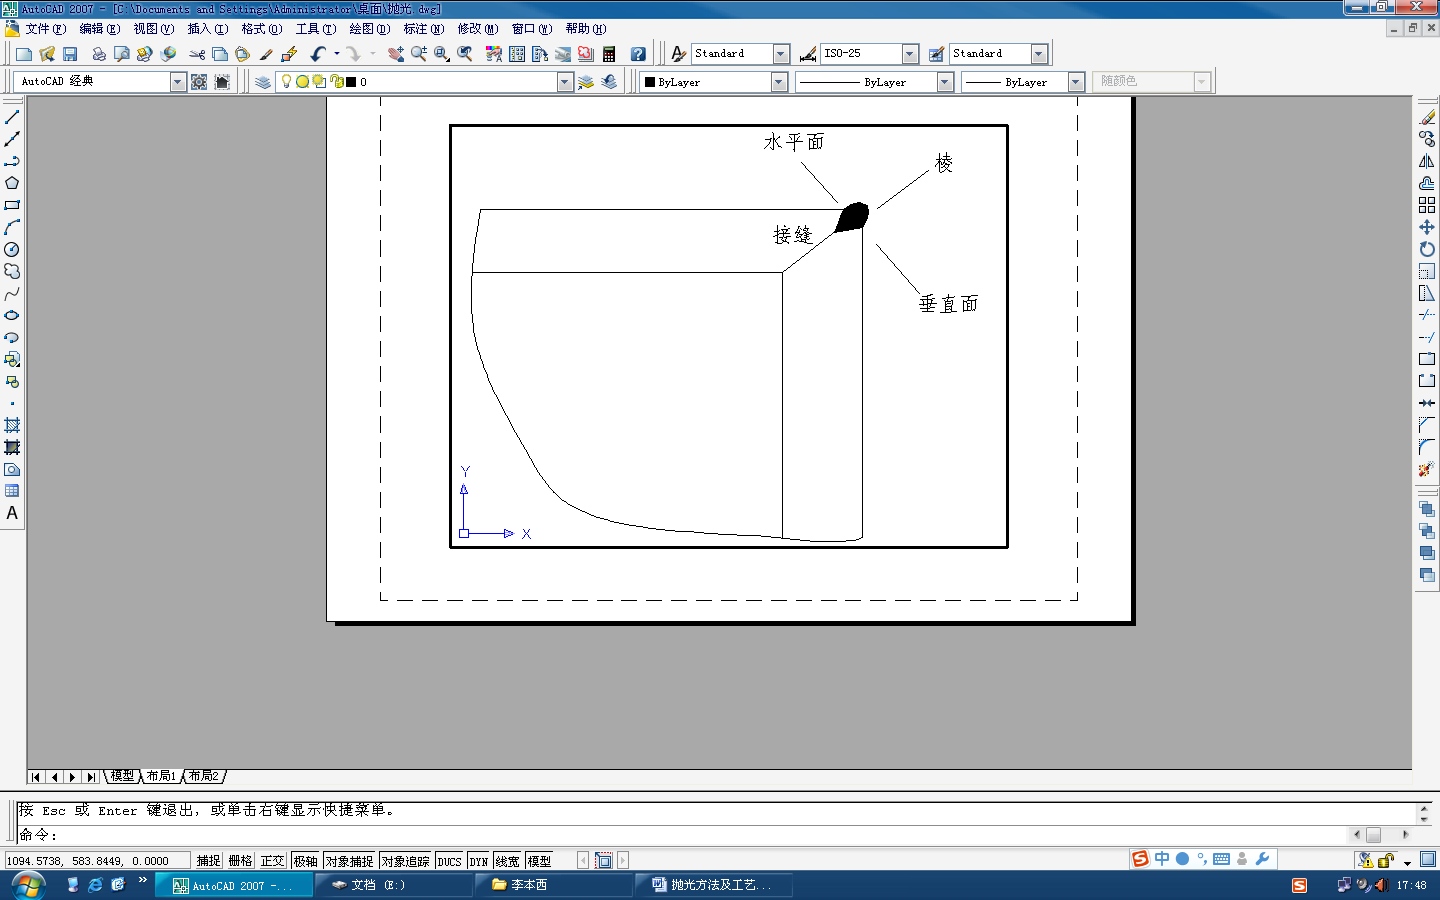 AutoCAD 2007 - [C:\Documents and Settings\Administrator\桌面\抛光.dwg]
文件(F) 编辑(E) 视图(V) 插入(I) 格式(O) 工具(T) 绘图(D) 标注(N) 修改(M) 窗口(W) 帮助(H)
Standard ISO-25 Standard
AutoCAD 经典 0 ByLayer ByLayer ByLayer 随颜色
水平面
棱
接缝
垂直面
Y
X
A
模型 布局1 布局2
按 Esc 或 Enter 键退出, 或单击右键显示快捷菜单。
命令:
1094.5738, 583.8449, 0.0000 捕捉 栅格 正交 极轴 对象捕捉 对象追踪 DUCS DYN 线宽 模型
中
AutoCAD 2007 -... 文档 (E:) 李本西 抛光方法及工艺... 17:48